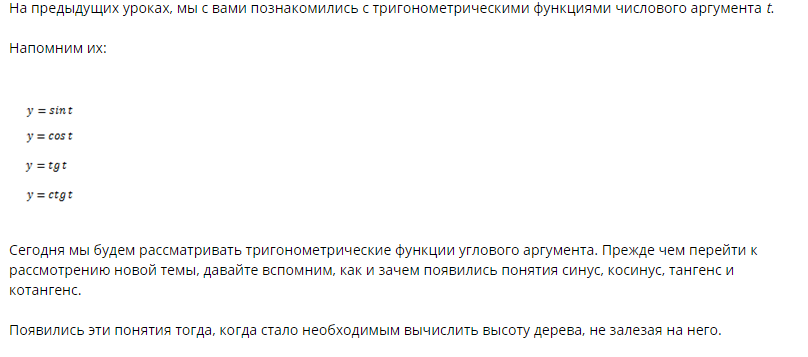 На предыдущих уроках, мы с вами познакомились с тригонометрическими функциями числового аргумента t.
Напомним их:
y = sin t
y = cos t
y = tgt
y = ctgt
Сегодня мы будем рассматривать тригонометрические функции углового аргумента. Прежде чем перейти к
рассмотрению новой темы, давайте вспомним, как и зачем появились понятия синус, косинус, тангенс и
котангенс.
Появились эти понятия тогда, когда стало необходимым вычислить высоту дерева, не залезая на него.